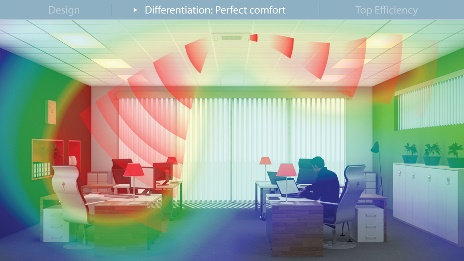 Design
Differentiation: Perfect comfort
Top Efficiency